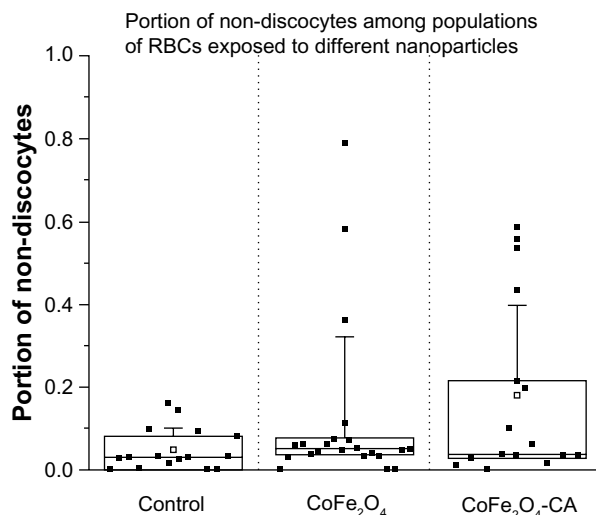 Portion of non-discocytes among populations
of RBCs exposed to different nanoparticles
Portion of non-discocytes
1.0
0.8
0.6
0.4
0.2
0.0
Control
CoFe₂O₄
CoFe₂O₄-CA